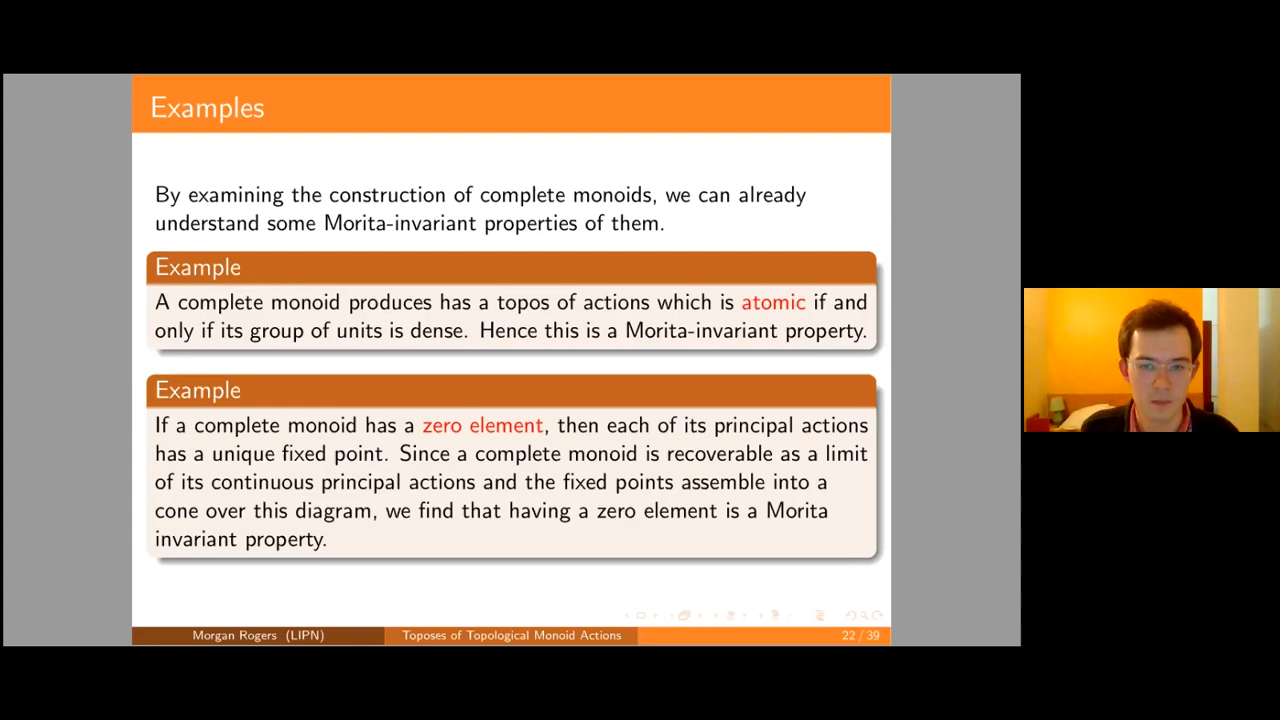 Examples
By examining the construction of complete monoids, we can already
understand some Morita-invariant properties of them.
Example
A complete monoid produces has a topos of actions which is atomic if and
only if its group of units is dense. Hence this is a Morita-invariant property.
Example
If a complete monoid has a zero element, then each of its principal actions
has a unique fixed point. Since a complete monoid is recoverable as a limit
of its continuous principal actions and the fixed points assemble into a
cone over this diagram, we find that having a zero element is a Morita
invariant property.
Morgan Rogers (LIPN) Toposes of Topological Monoid Actions 22 / 39